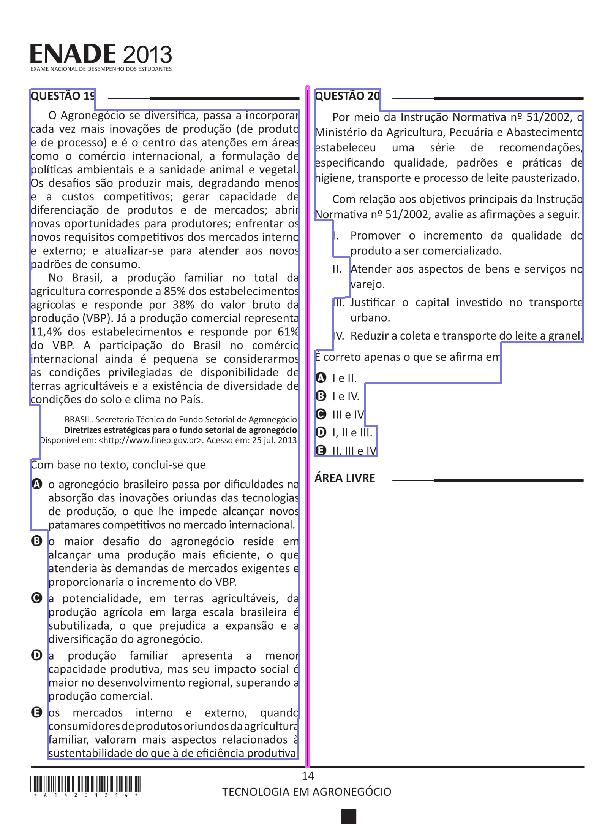 ENADE 2013
EXAME NACIONAL DE DESEMPENHO DOS ESTUDANTES
QUESTÃO 19
O Agronegócio se diversifica, passa a incorporar
cada vez mais inovações de produção (de produto
e de processo) e é o centro das atenções em áreas
como o comércio internacional, a formulação de
políticas ambientais e a sanidade animal e vegetal.
Os desafios são produzir mais, degradando menos
e a custos competitivos; gerar capacidade de
diferenciação de produtos e de mercados; abrir
novas oportunidades para produtores; enfrentar os
novos requisitos competitivos dos mercados interno
e externo; e atualizar-se para atender aos novos
padrões de consumo.
No Brasil, a produção familiar no total da
agricultura corresponde a 85% dos estabelecimentos
agrícolas e responde por 38% do valor bruto da
produção (VBP). Já a produção comercial representa
11,4% dos estabelecimentos e responde por 61%
do VBP. A participação do Brasil no comércio
internacional ainda é pequena se considerarmos
as condições privilegiadas de disponibilidade de
terras agricultáveis e a existência de diversidade de
condições do solo e clima no País.
BRASIL. Secretaria Técnica do Fundo Setorial de Agronegócio.
Diretrizes estratégicas para o fundo setorial de agronegócio.
Disponível em: <http://www.finep.gov.br>. Acesso em: 25 jul. 2013.
Com base no texto, conclui-se que
A o agronegócio brasileiro passa por dificuldades na
absorção das inovações oriundas das tecnologias
de produção, o que lhe impede alcançar novos
patamares competitivos no mercado internacional.
B o maior desafio do agronegócio reside em
alcançar uma produção mais eficiente, o que
atenderia às demandas de mercados exigentes e
proporcionaria o incremento do VBP.
C a potencialidade, em terras agricultáveis, da
produção agrícola em larga escala brasileira é
subutilizada, o que prejudica a expansão e a
diversificação do agronegócio.
D a produção familiar apresenta a menor
capacidade produtiva, mas seu impacto social é
maior no desenvolvimento regional, superando a
produção comercial.
E os mercados interno e externo, quando
consumidores de produtos oriundos da agricultura
familiar, valoram mais aspectos relacionados à
sustentabilidade do que à de eficiência produtiva.
QUESTÃO 20
Por meio da Instrução Normativa nº 51/2002, o
Ministério da Agricultura, Pecuária e Abastecimento
estabeleceu uma série de recomendações,
especificando qualidade, padrões e práticas de
higiene, transporte e processo de leite pausterizado.
Com relação aos objetivos principais da Instrução
Normativa nº 51/2002, avalie as afirmações a seguir.
I. Promover o incremento da qualidade do
produto a ser comercializado.
II. Atender aos aspectos de bens e serviços no
varejo.
III. Justificar o capital investido no transporte
urbano.
IV. Reduzir a coleta e transporte do leite a granel.
É correto apenas o que se afirma em
A I e II.
B I e IV.
C III e IV.
D I, II e III.
E II, III e IV.
ÁREA LIVRE
14
TECNOLOGIA EM AGRONEGÓCIO